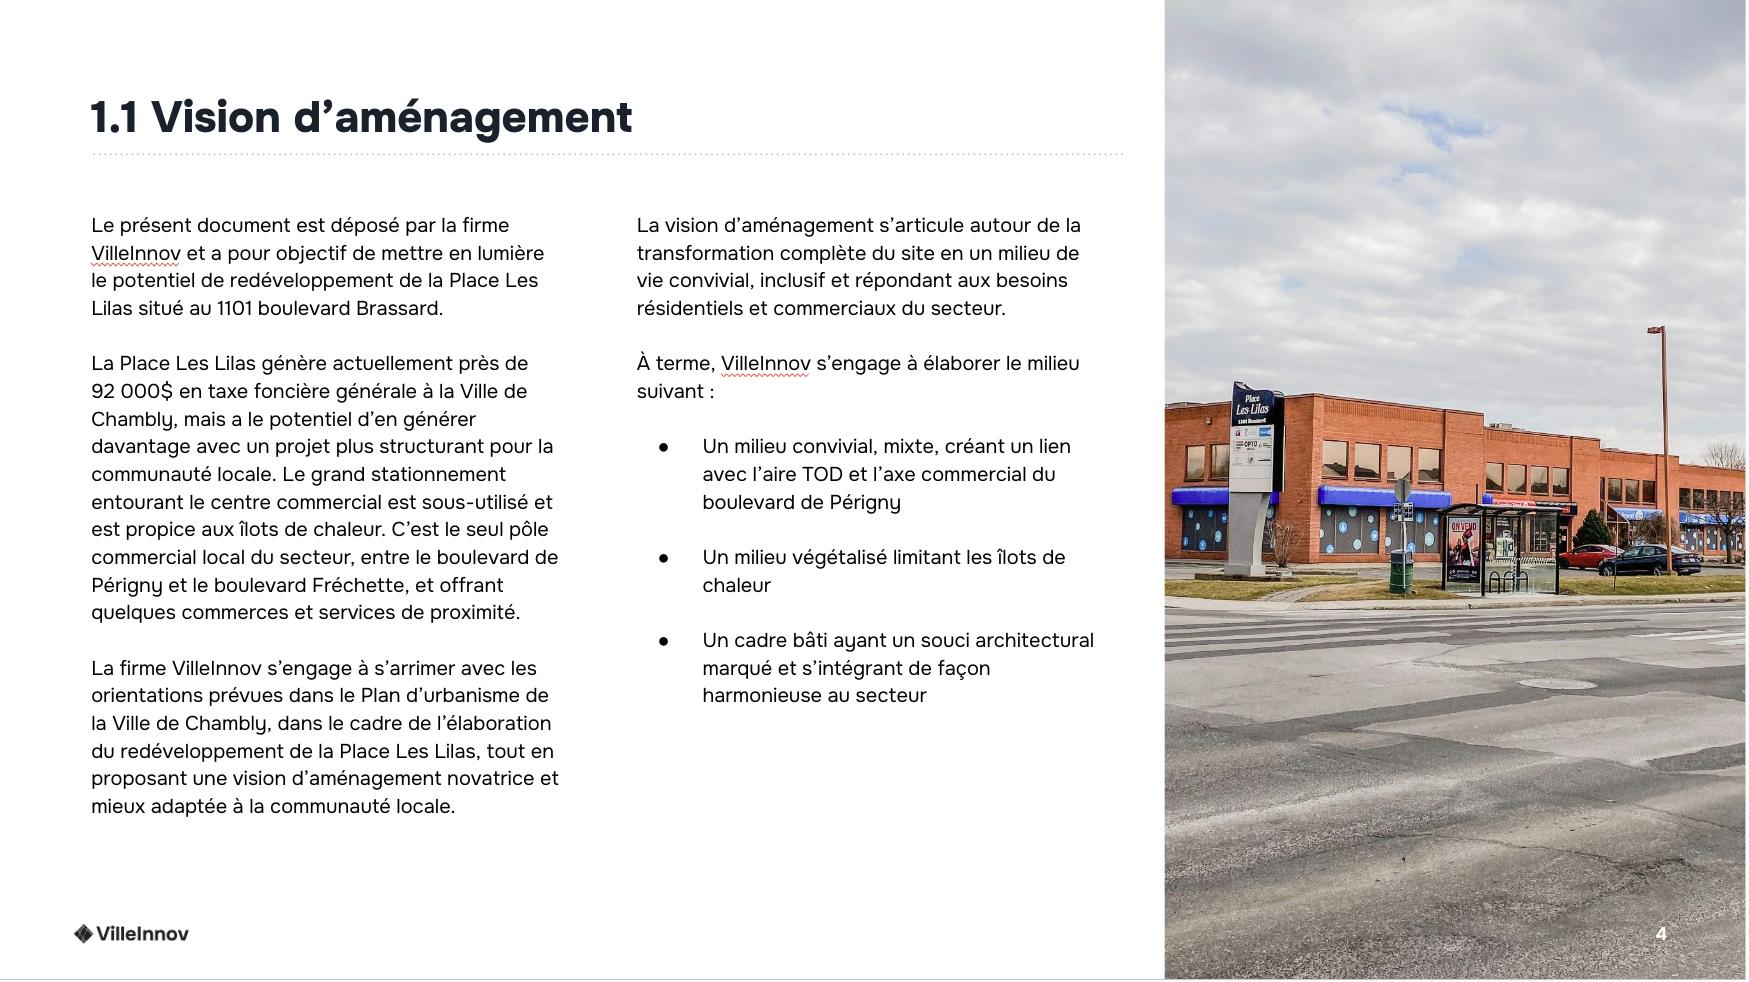 1.1 Vision d’aménagement
Le présent document est déposé par la firme
VilleInnov et a pour objectif de mettre en lumière
le potentiel de redéveloppement de la Place Les
Lilas situé au 1101 boulevard Brassard.
La Place Les Lilas génère actuellement près de
92 000$ en taxe foncière générale à la Ville de
Chambly, mais a le potentiel d’en générer
davantage avec un projet plus structurant pour la
communauté locale. Le grand stationnement
entourant le centre commercial est sous-utilisé et
est propice aux îlots de chaleur. C’est le seul pôle
commercial local du secteur, entre le boulevard de
Périgny et le boulevard Fréchette, et offrant
quelques commerces et services de proximité.
La firme VilleInnov s’engage à s’arrimer avec les
orientations prévues dans le Plan d’urbanisme de
la Ville de Chambly, dans le cadre de l’élaboration
du redéveloppement de la Place Les Lilas, tout en
proposant une vision d’aménagement novatrice et
mieux adaptée à la communauté locale.
La vision d’aménagement s’articule autour de la
transformation complète du site en un milieu de
vie convivial, inclusif et répondant aux besoins
résidentiels et commerciaux du secteur.
À terme, VilleInnov s’engage à élaborer le milieu
suivant :
● Un milieu convivial, mixte, créant un lien
avec l’aire TOD et l’axe commercial du
boulevard de Périgny
● Un milieu végétalisé limitant les îlots de
chaleur
● Un cadre bâti ayant un souci architectural
marqué et s’intégrant de façon
harmonieuse au secteur
Place
Les Lilas
ON VEND
VilleInnov
4